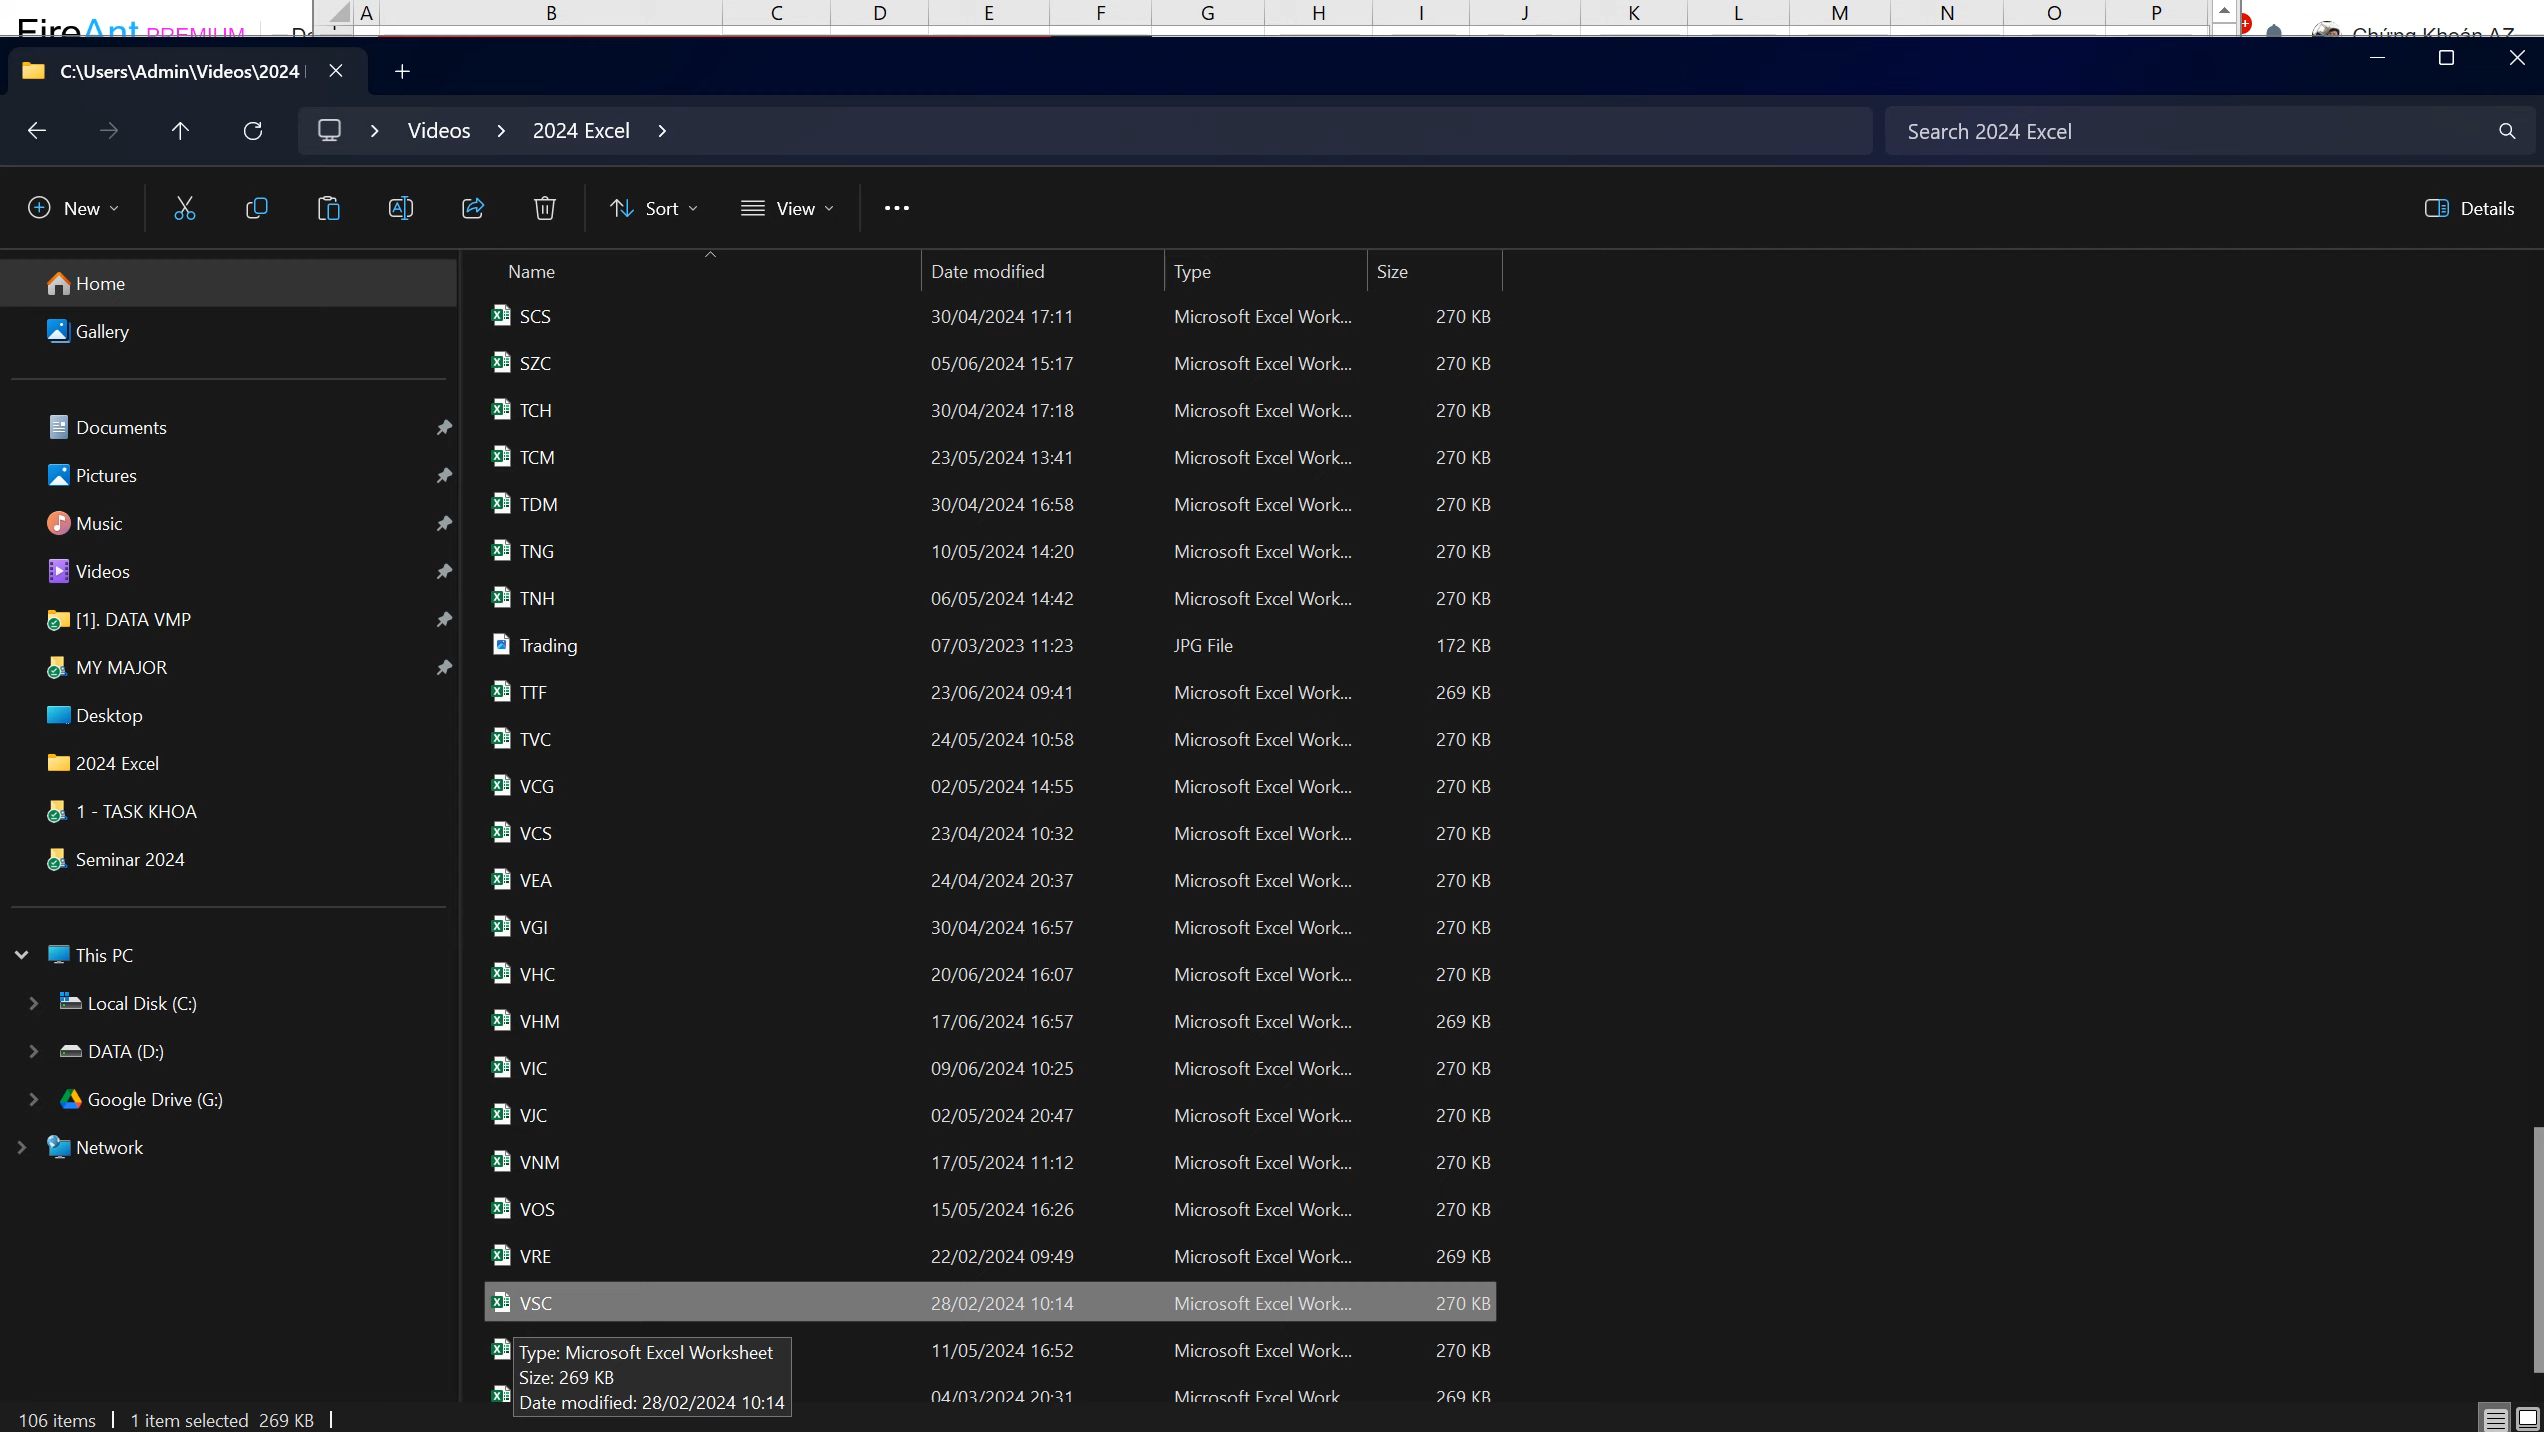 A B C D E F G H I J K L M N O P
FireAnt PREMIUM
Chứng Khoán AZ
C:\Users\Admin\Videos\2024
Videos 2024 Excel
Search 2024 Excel
New Sort View ••• Details
Name Date modified Type Size
Home
Gallery
Documents
Pictures
Music
Videos
[1]. DATA VMP
MY MAJOR
Desktop
2024 Excel
1 - TASK KHOA
Seminar 2024
This PC
Local Disk (C:)
DATA (D:)
Google Drive (G:)
Network
SCS 30/04/2024 17:11 Microsoft Excel Work... 270 KB
SZC 05/06/2024 15:17 Microsoft Excel Work... 270 KB
TCH 30/04/2024 17:18 Microsoft Excel Work... 270 KB
TCM 23/05/2024 13:41 Microsoft Excel Work... 270 KB
TDM 30/04/2024 16:58 Microsoft Excel Work... 270 KB
TNG 10/05/2024 14:20 Microsoft Excel Work... 270 KB
TNH 06/05/2024 14:42 Microsoft Excel Work... 270 KB
Trading 07/03/2023 11:23 JPG File 172 KB
TTF 23/06/2024 09:41 Microsoft Excel Work... 269 KB
TVC 24/05/2024 10:58 Microsoft Excel Work... 270 KB
VCG 02/05/2024 14:55 Microsoft Excel Work... 270 KB
VCS 23/04/2024 10:32 Microsoft Excel Work... 270 KB
VEA 24/04/2024 20:37 Microsoft Excel Work... 270 KB
VGI 30/04/2024 16:57 Microsoft Excel Work... 270 KB
VHC 20/06/2024 16:07 Microsoft Excel Work... 270 KB
VHM 17/06/2024 16:57 Microsoft Excel Work... 269 KB
VIC 09/06/2024 10:25 Microsoft Excel Work... 270 KB
VJC 02/05/2024 20:47 Microsoft Excel Work... 270 KB
VNM 17/05/2024 11:12 Microsoft Excel Work... 270 KB
VOS 15/05/2024 16:26 Microsoft Excel Work... 270 KB
VRE 22/02/2024 09:49 Microsoft Excel Work... 269 KB
VSC 28/02/2024 10:14 Microsoft Excel Work... 270 KB
11/05/2024 16:52 Microsoft Excel Work... 270 KB
04/03/2024 20:31 Microsoft Excel Work 269 KB
Type: Microsoft Excel Worksheet
Size: 269 KB
Date modified: 28/02/2024 10:14
106 items 1 item selected 269 KB